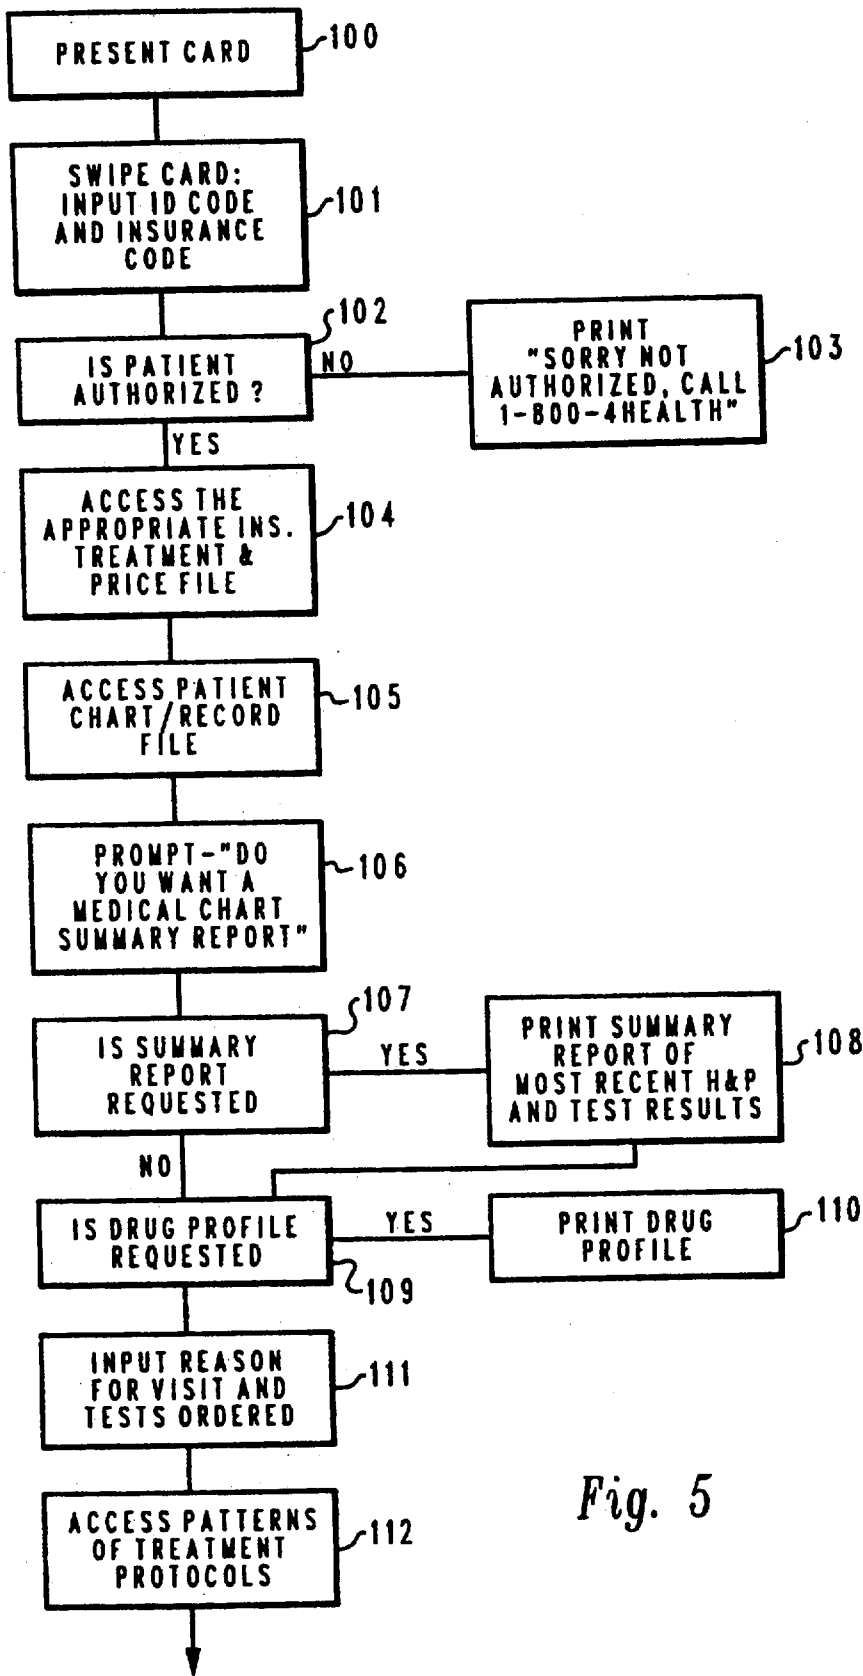 PRESENT CARD
100
SWIPE CARD:
INPUT ID CODE
AND INSURANCE
CODE
101
102
IS PATIENT
AUTHORIZED ?
NO
PRINT
"SORRY NOT
AUTHORIZED, CALL
1-800-4HEALTH"
103
YES
ACCESS THE
APPROPRIATE INS.
TREATMENT &
PRICE FILE
104
ACCESS PATIENT
CHART/RECORD
FILE
105
PROMPT-"DO
YOU WANT A
MEDICAL CHART
SUMMARY REPORT"
106
107
IS SUMMARY
REPORT
REQUESTED
YES
PRINT SUMMARY
REPORT OF
MOST RECENT H&P
AND TEST RESULTS
108
NO
IS DRUG PROFILE
REQUESTED
109
YES
PRINT DRUG
PROFILE
110
INPUT REASON
FOR VISIT AND
TESTS ORDERED
111
ACCESS PATTERNS
OF TREATMENT
PROTOCOLS
112
Fig. 5